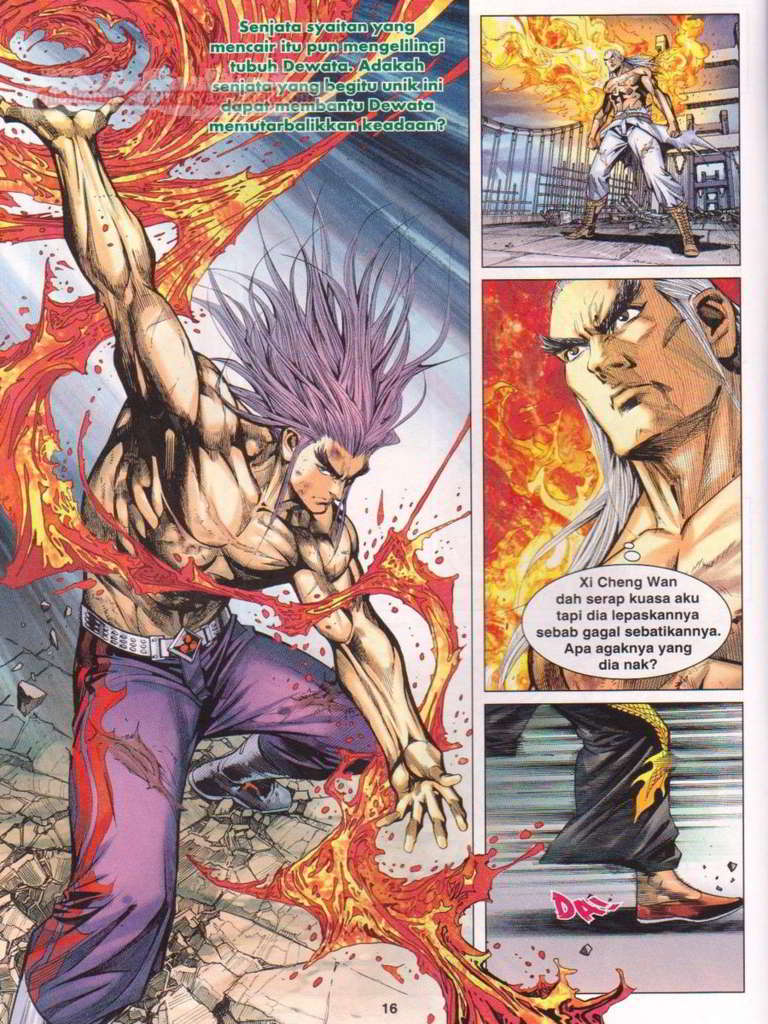 Senjata syaitan yang
mencair itu pun mengelilingi
tubuh Dewata. Adakah
senjata yang begitu unik ini
dapat membantu Dewata
memutarbalikkan keadaan?
Xi Cheng Wan
dah serap kuasa aku
tapi dia lepaskannya
sebab gagal sebatikannya.
Apa agaknya yang
dia nak?
DA!
16